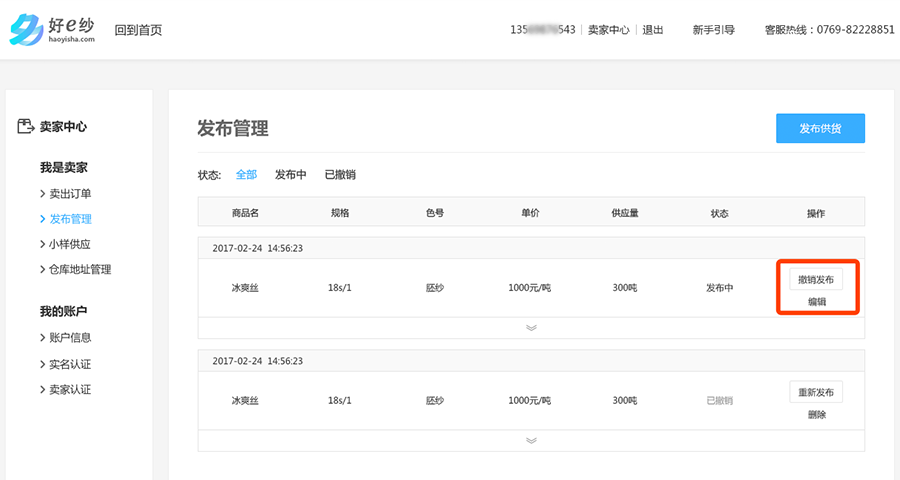 好e纱
haoyisha.com
回到首页
135 543 卖家中心 退出 新手引导 客服热线：0769-82228851
卖家中心
我是卖家
卖出订单
发布管理
小样供应
仓库地址管理
我的账户
账户信息
实名认证
卖家认证
发布管理
发布供货
状态: 全部 发布中 已撤销
商品名 规格 色号 单价 供应量 状态 操作
2017-02-24 14:56:23
冰爽丝 18s/1 胚纱 1000元/吨 300吨 发布中 撤销发布
编辑
2017-02-24 14:56:23
冰爽丝 18s/1 胚纱 1000元/吨 300吨 已撤销 重新发布
删除